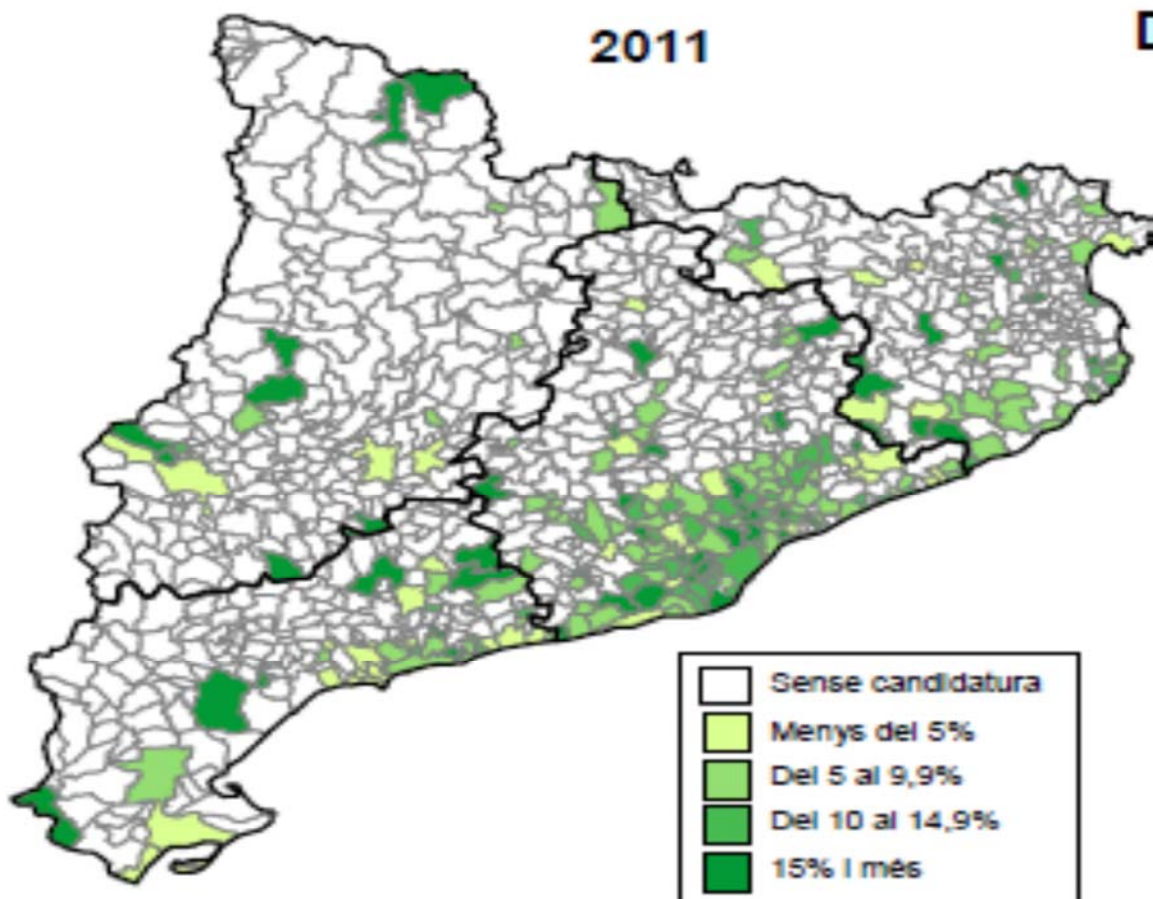 2011
D
Sense candidatura
Menys del 5%
Del 5 al 9,9%
Del 10 al 14,9%
15% I més